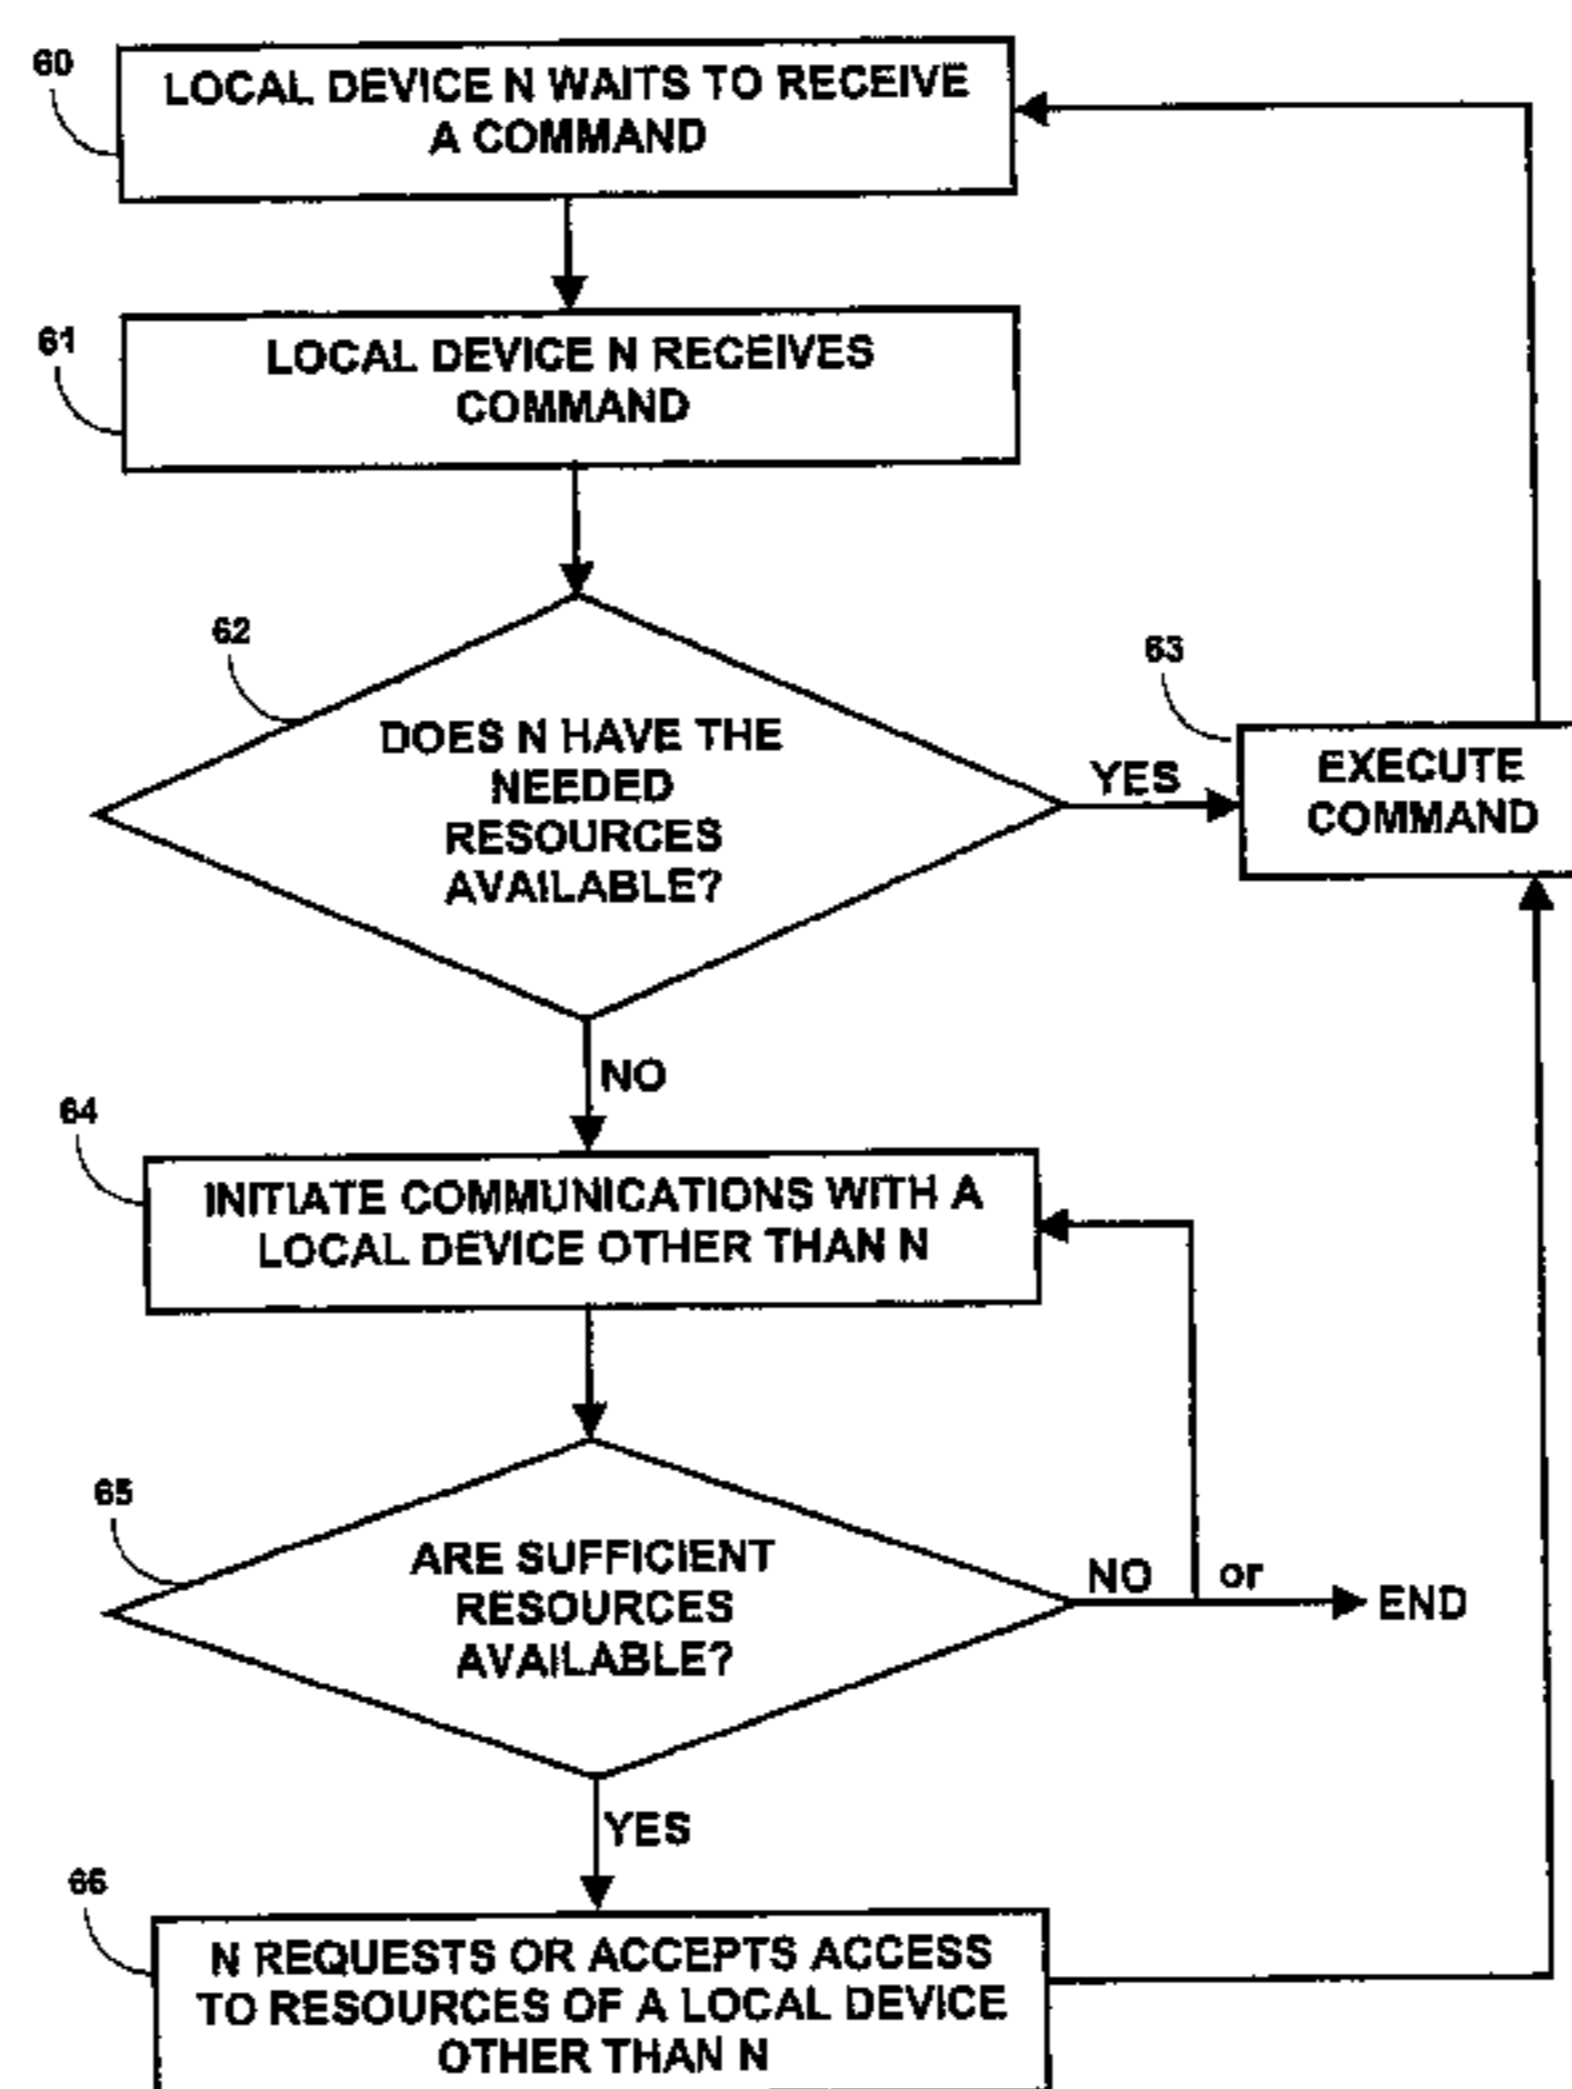 60
LOCAL DEVICE N WAITS TO RECEIVE
A COMMAND
61
LOCAL DEVICE N RECEIVES
COMMAND
62
DOES N HAVE THE
NEEDED
RESOURCES
AVAILABLE?
YES
63
EXECUTE
COMMAND
NO
64
INITIATE COMMUNICATIONS WITH A
LOCAL DEVICE OTHER THAN N
65
ARE SUFFICIENT
RESOURCES
AVAILABLE?
NO or END
YES
66
N REQUESTS OR ACCEPTS ACCESS
TO RESOURCES OF A LOCAL DEVICE
OTHER THAN N